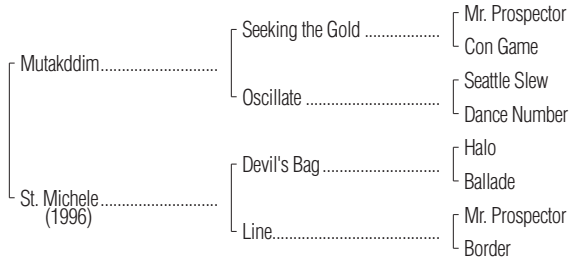 Mr. Prospector
Seeking the Gold ..................
Con Game
Mutakddim............................
Seattle Slew
Oscillate ................................
Dance Number
Halo
Devil's Bag ............................
Ballade
St. Michele ............................
(1996)
Mr. Prospector
Line........................................
Border